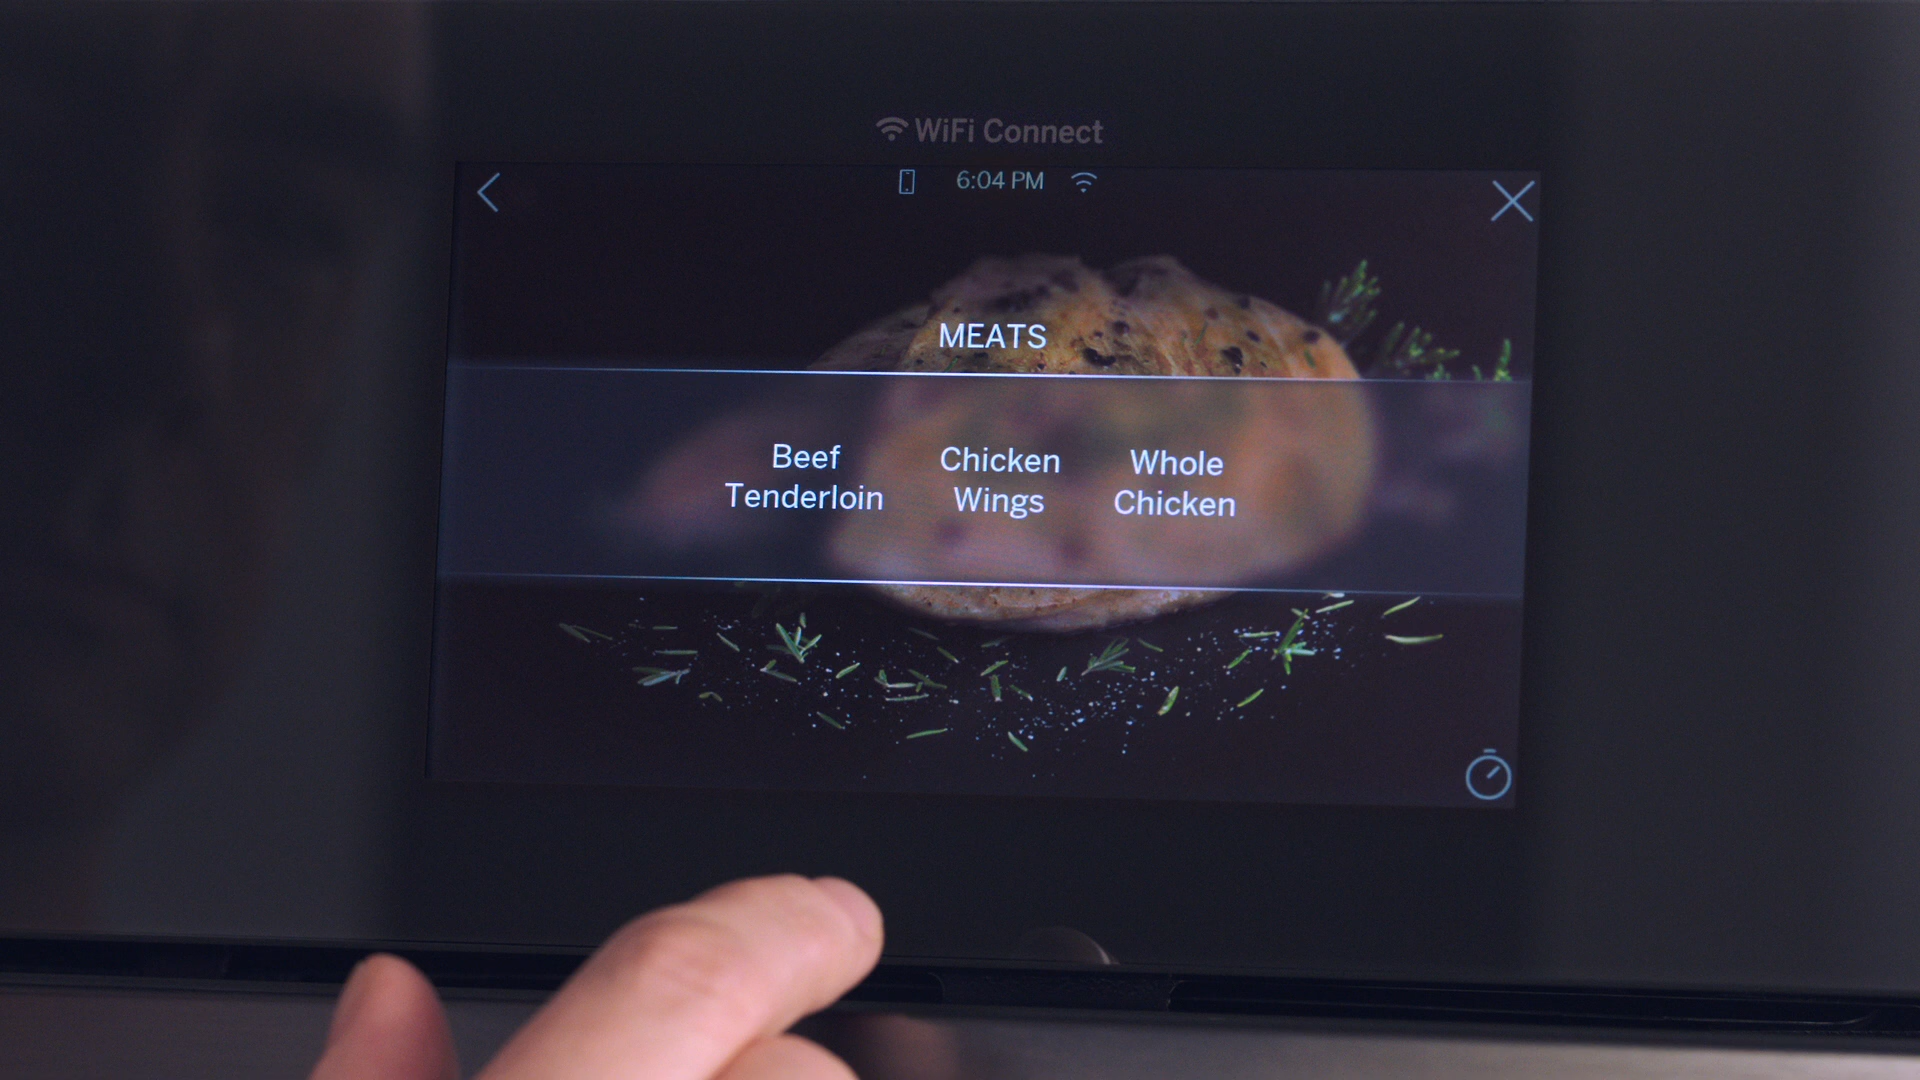 WiFi Connect
6:04 PM
MEATS
Beef
Tenderloin
Chicken
Wings
Whole
Chicken